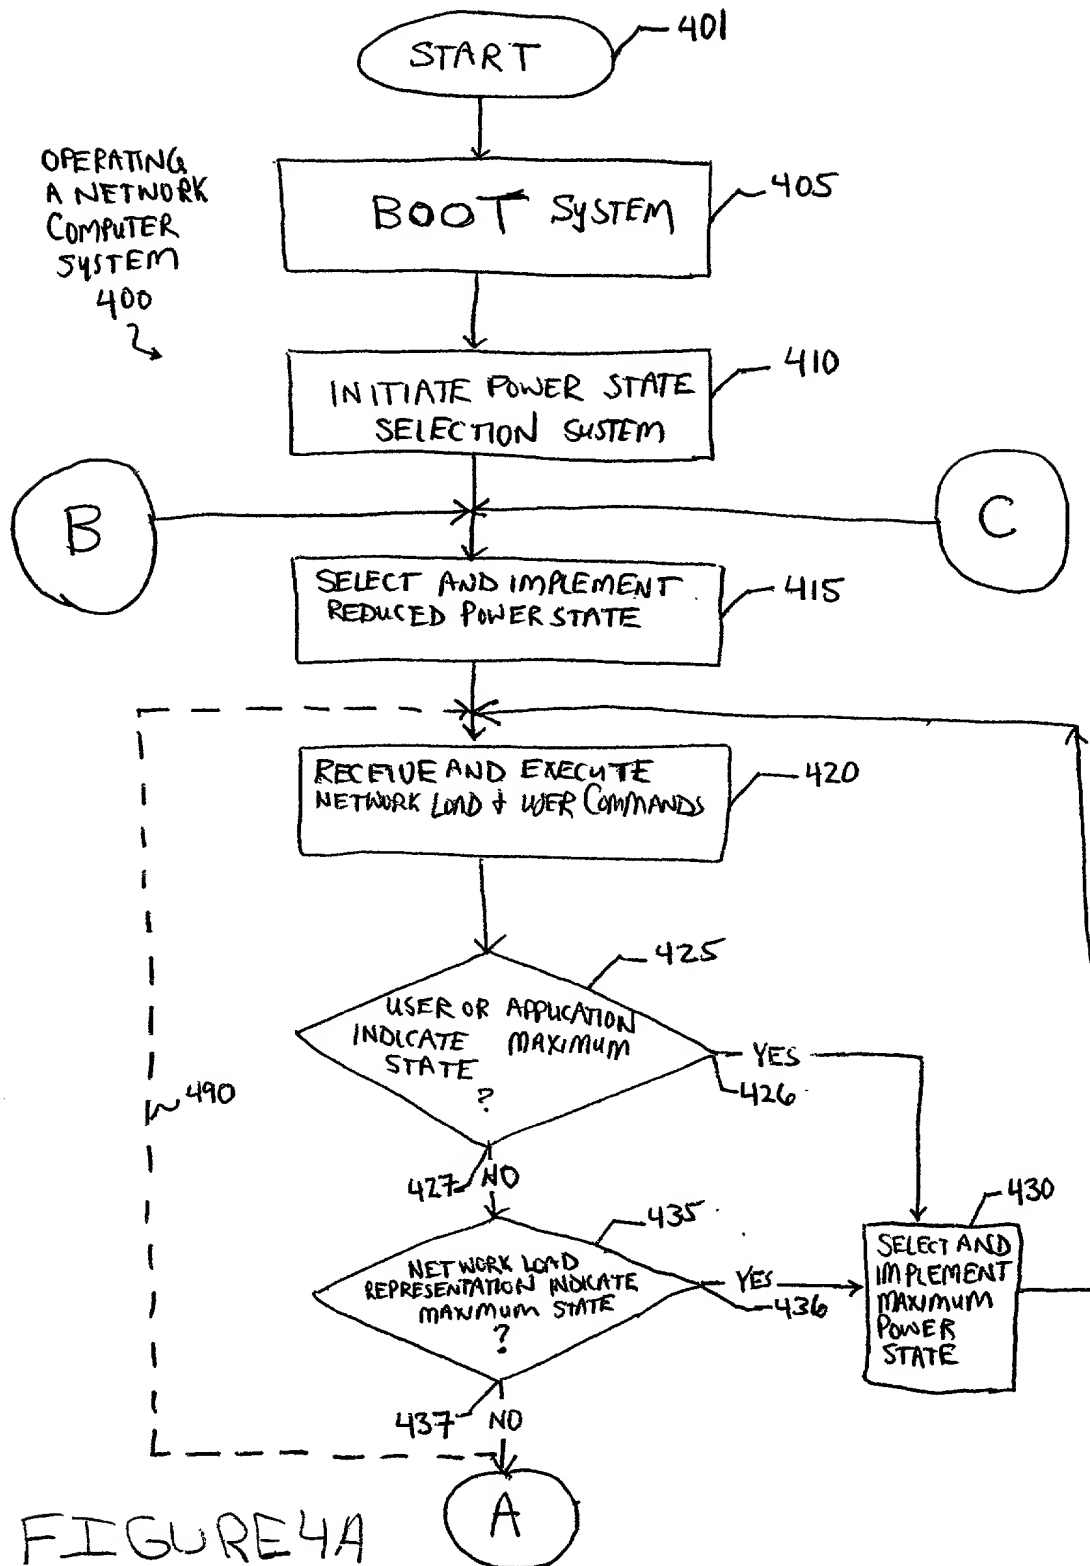 START
401
OPERATING
A NETWORK
COMPUTER
SYSTEM
400
BOOT SYSTEM
405
INITIATE POWER STATE
SELECTION SUSTEM
410
B
C
SELECT AND IMPLEMENT
REDUCED POWER STATE
415
RECEIVE AND EXECUTE
NETWORK LOAD & USER COMMANDS
420
425
USER OR APPLICATION
INDICATE MAXIMUM
STATE
?
YES
426
490
427 NO
435
430
NETWORK LOAD
REPRESENTATION INDICATE
MAXIMUM STATE
?
YES
436
SELECT AND
IMPLEMENT
MAXIMUM
POWER
STATE
437 NO
A
FIGURE 4A